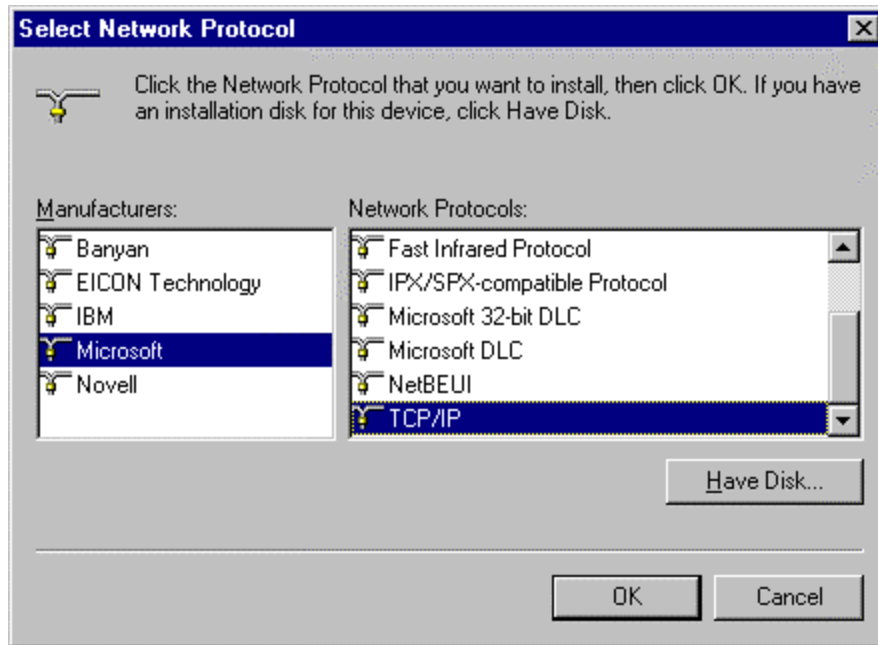 Select Network Protocol
Click the Network Protocol that you want to install, then click OK. If you have
an installation disk for this device, click Have Disk.
Manufacturers:
Banyan
EICON Technology
IBM
Microsoft
Novell
Network Protocols:
Fast Infrared Protocol
IPX/SPX-compatible Protocol
Microsoft 32-bit DLC
Microsoft DLC
NetBEUI
TCP/IP
Have Disk...
OK
Cancel